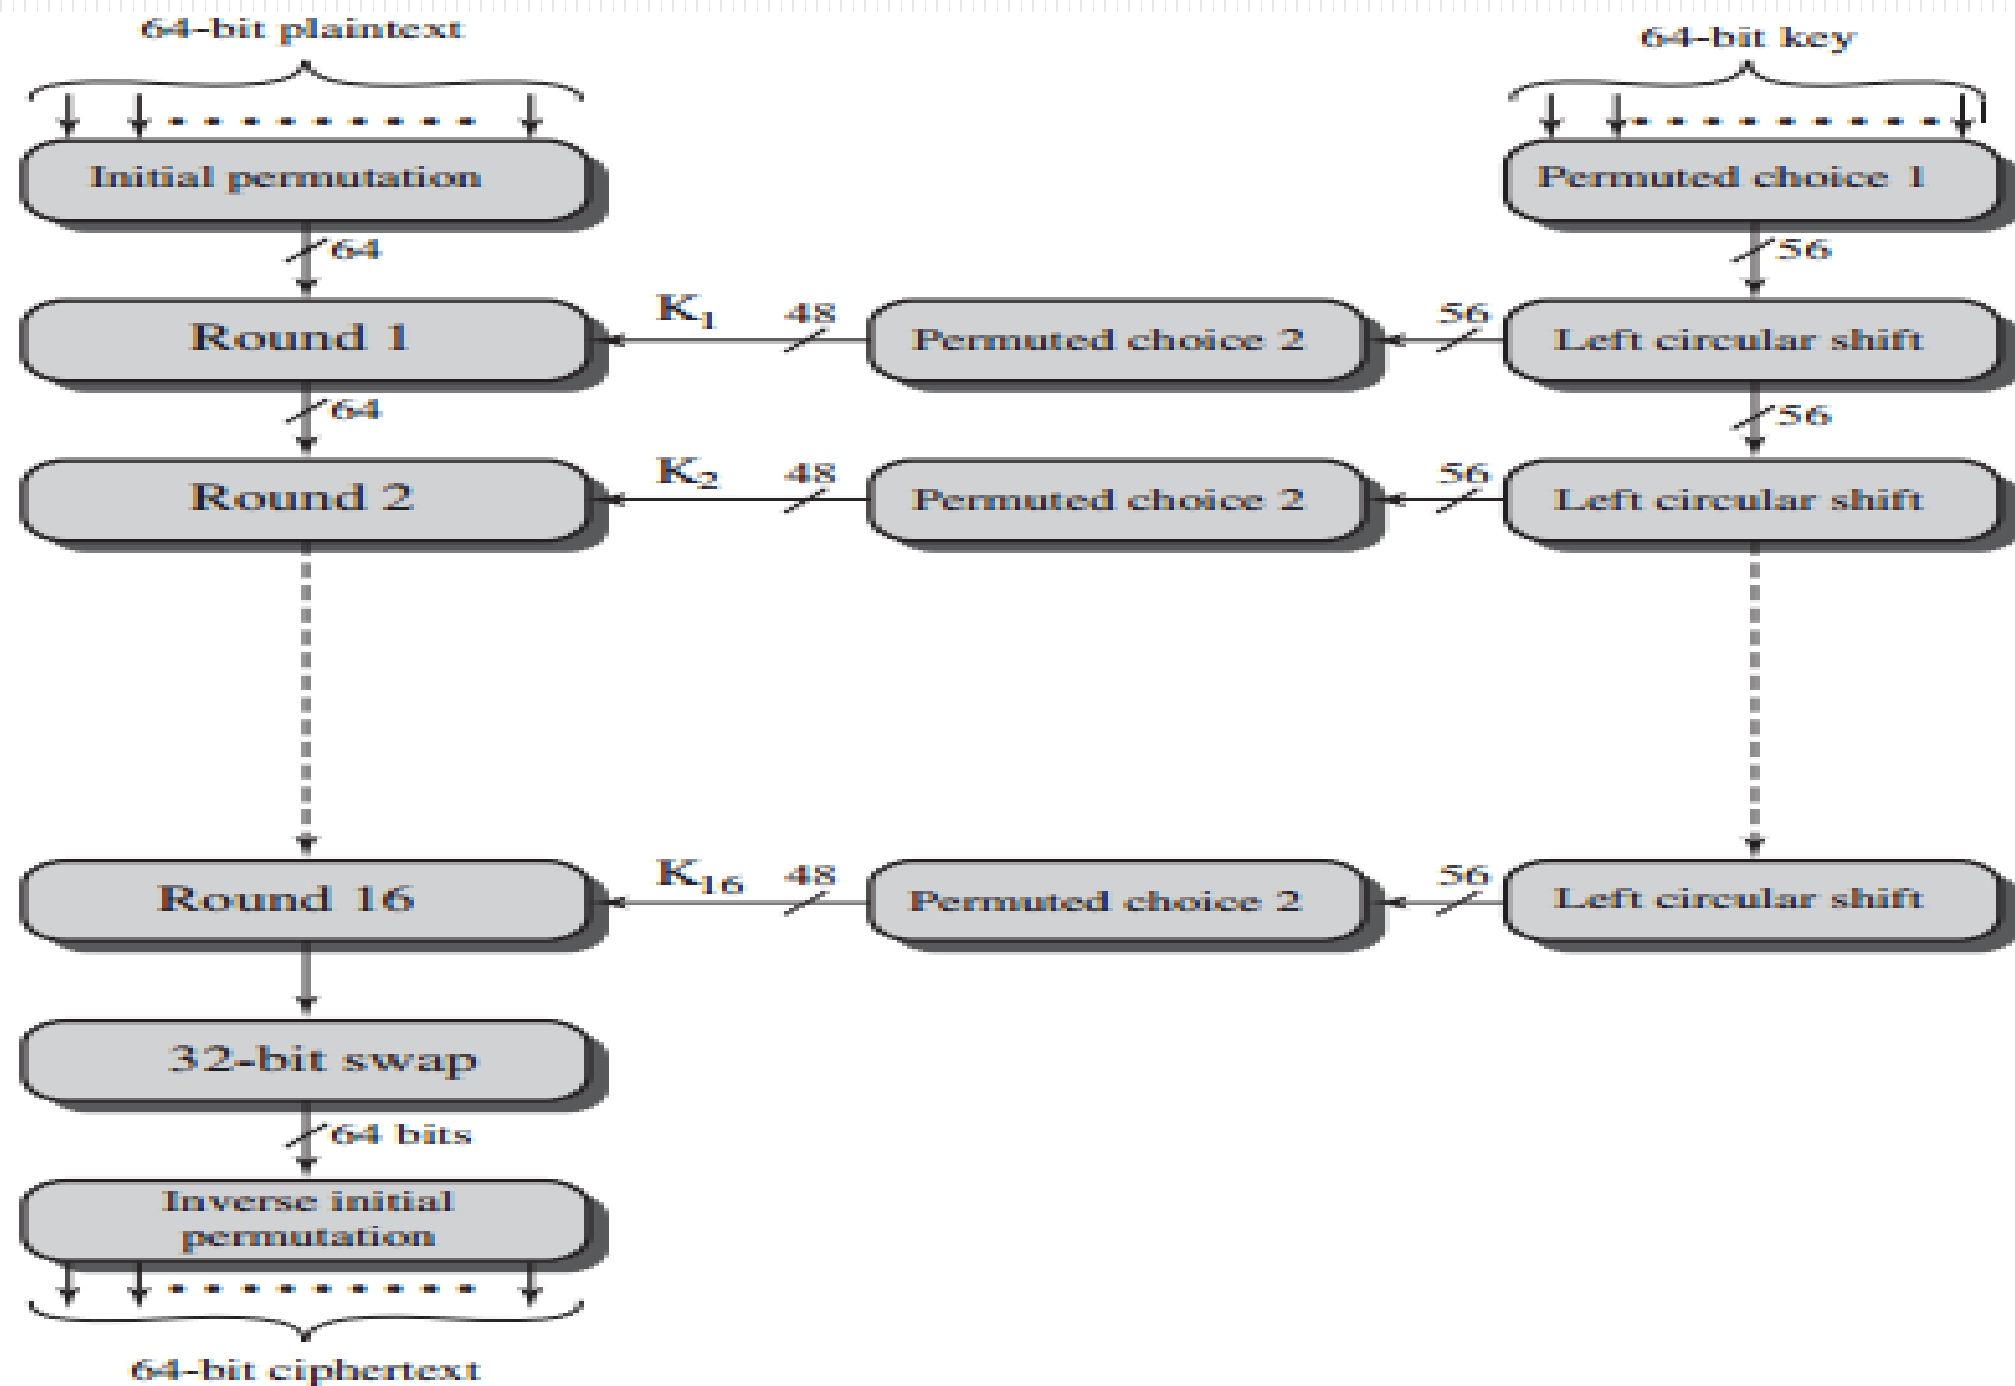 64-bit plaintext
64-bit key
Initial permutation
Permuted choice 1
64
56
Round 1
K1
48
Permuted choice 2
56
Left circular shift
64
56
Round 2
K2
48
Permuted choice 2
56
Left circular shift
Round 16
K16
48
Permuted choice 2
56
Left circular shift
32-bit swap
64 bits
Inverse initial
permutation
64-bit ciphertext